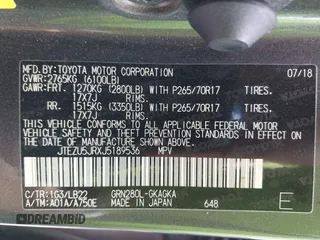 MFD. BY: TOYOTA MOTOR CORPORATION 07/18
GVWR: 2765KG (6100LB)
GAWR: FRT. 1270KG (2800LB) WITH P265/70R17 TIRES.
17X7J RIMS.
RR. 1515KG (3350LB) WITH P265/70R17 TIRES.
17X7J RIMS.
THIS VEHICLE CONFORMS TO ALL APPLICABLE
FEDERAL MOTOR VEHICLE SAFETY STANDARDS IN
EFFECT ON THE DATE OF MANUFACTURE SHOWN
ABOVE.
JTEZU5JRXJ5189536 MPV
C/TR: 1G3/LB22 GRN280L-GKAGKA
A/TM: A01A/A750E MADE IN JAPAN 648 E
DREAMBID